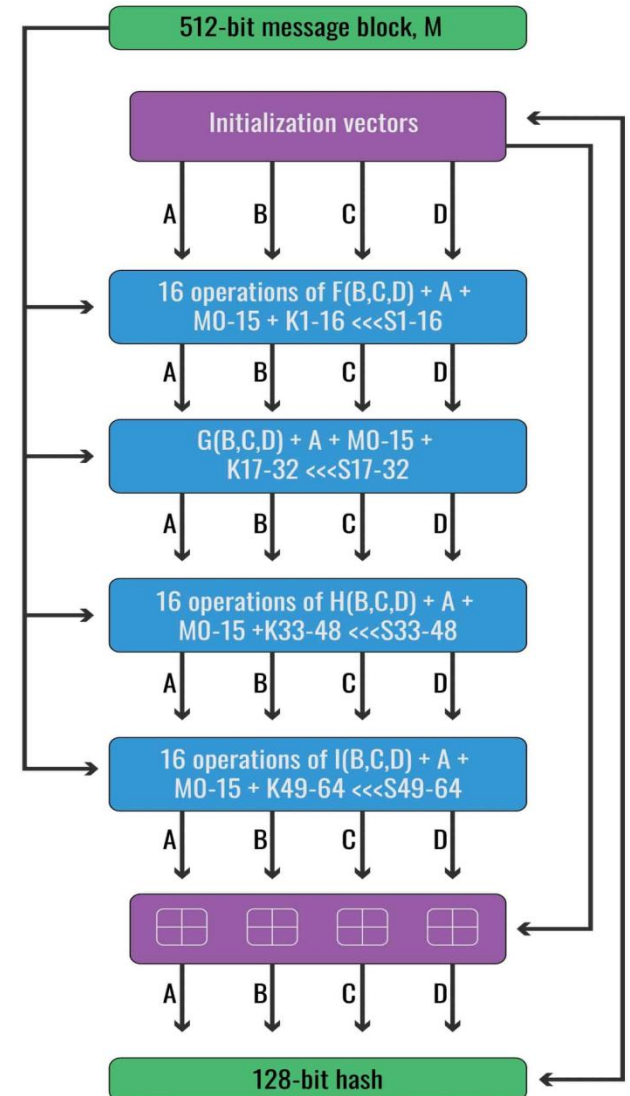 512-bit message block, M
Initialization vectors
A B C D
16 operations of F(B,C,D) + A +
M0-15 + K1-16 <<<S1-16
A B C D
G(B,C,D) + A + M0-15 +
K17-32 <<<S17-32
A B C D
16 operations of H(B,C,D) + A +
M0-15 +K33-48 <<<S33-48
A B C D
16 operations of I(B,C,D) + A +
M0-15 + K49-64 <<<S49-64
A B C D
A B C D
128-bit hash